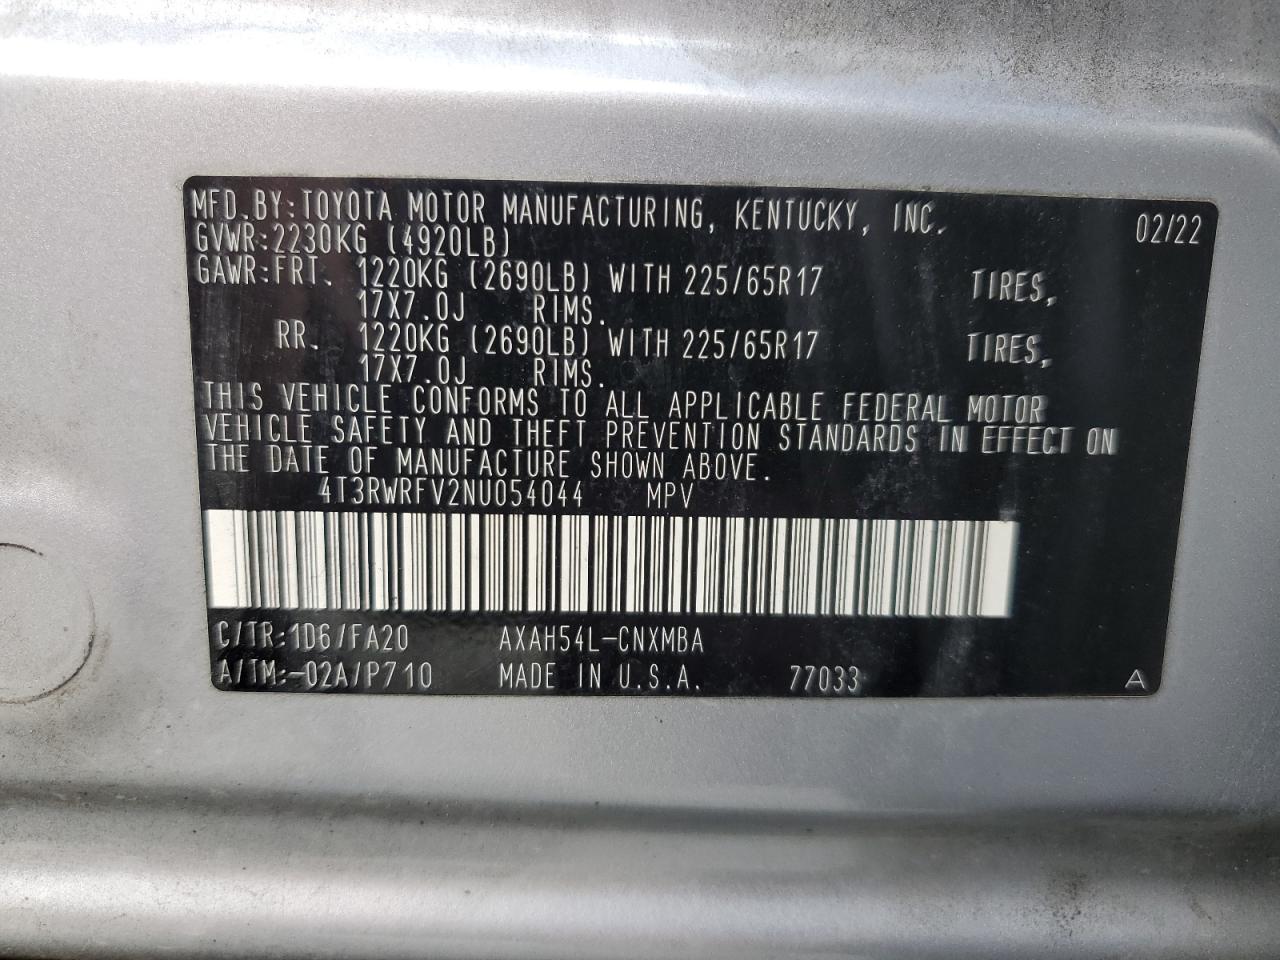 MFD.BY:TOYOTA MOTOR MANUFACTURING, KENTUCKY, INC. 02/22
GVWR:2230KG (4920LB)
GAWR:FRT. 1220KG (2690LB) WITH 225/65R17 TIRES,
17X7.0J RIMS.
RR. 1220KG (2690LB) WITH 225/65R17 TIRES,
17X7.0J RIMS.
THIS VEHICLE CONFORMS TO ALL APPLICABLE FEDERAL MOTOR
VEHICLE SAFETY AND THEFT PREVENTION STANDARDS IN EFFECT ON
THE DATE OF MANUFACTURE SHOWN ABOVE.
4T3RWRFV2NU054044 MPV
C/TR:1D6/FA20 AXAH54L-CNXMBA
A/TM:-02A/P710 MADE IN U.S.A. 77033 A